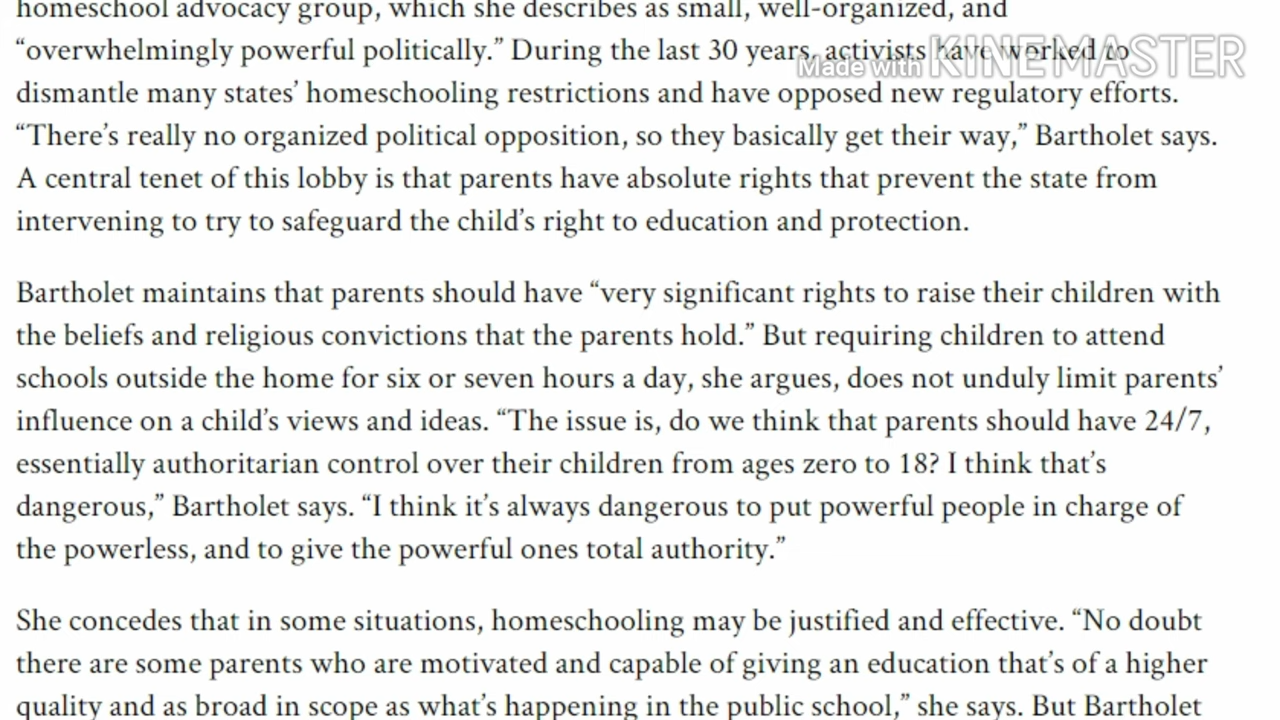 homeschool advocacy group, which she describes as small, well-organized, and
“overwhelmingly powerful politically.” During the last 30 years, activists have worked to
Made with KINEMASTER
dismantle many states’ homeschooling restrictions and have opposed new regulatory efforts.
“There’s really no organized political opposition, so they basically get their way,” Bartholet says.
A central tenet of this lobby is that parents have absolute rights that prevent the state from
intervening to try to safeguard the child’s right to education and protection.
Bartholet maintains that parents should have “very significant rights to raise their children with
the beliefs and religious convictions that the parents hold.” But requiring children to attend
schools outside the home for six or seven hours a day, she argues, does not unduly limit parents’
influence on a child’s views and ideas. “The issue is, do we think that parents should have 24/7,
essentially authoritarian control over their children from ages zero to 18? I think that’s
dangerous,” Bartholet says. “I think it’s always dangerous to put powerful people in charge of
the powerless, and to give the powerful ones total authority.”
She concedes that in some situations, homeschooling may be justified and effective. “No doubt
there are some parents who are motivated and capable of giving an education that’s of a higher
quality and as broad in scope as what’s happening in the public school,” she says. But Bartholet